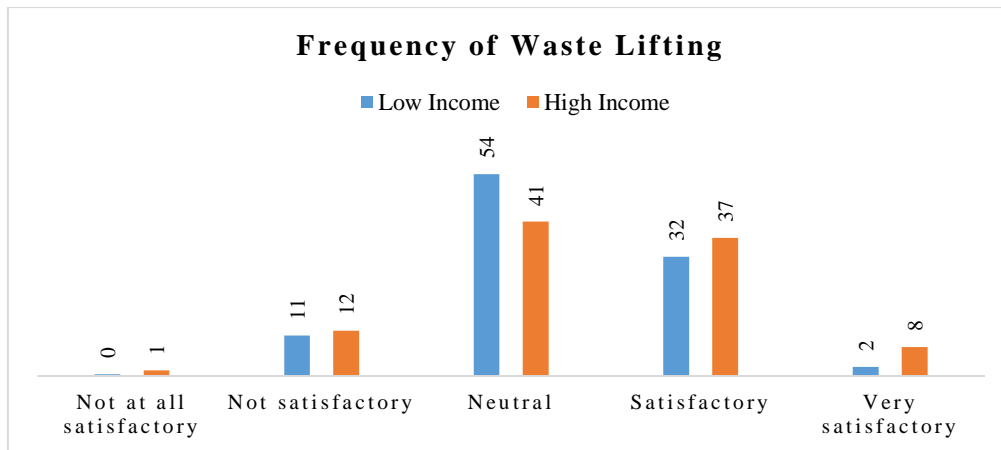 Frequency of Waste Lifting
Low Income High Income
0 1 11 12 54 41 32 37 2 8
Not at all satisfactory
Not satisfactory
Neutral
Satisfactory
Very satisfactory